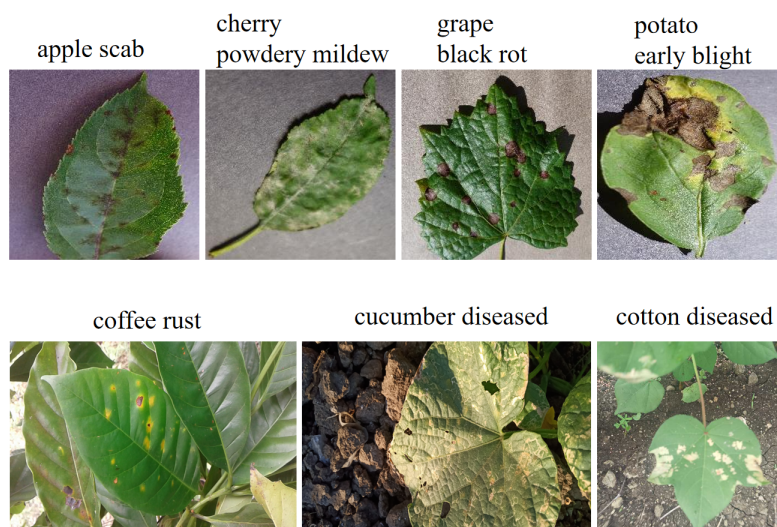 apple scab
cherry
powdery mildew
grape
black rot
potato
early blight
coffee rust
cucumber diseased
cotton diseased